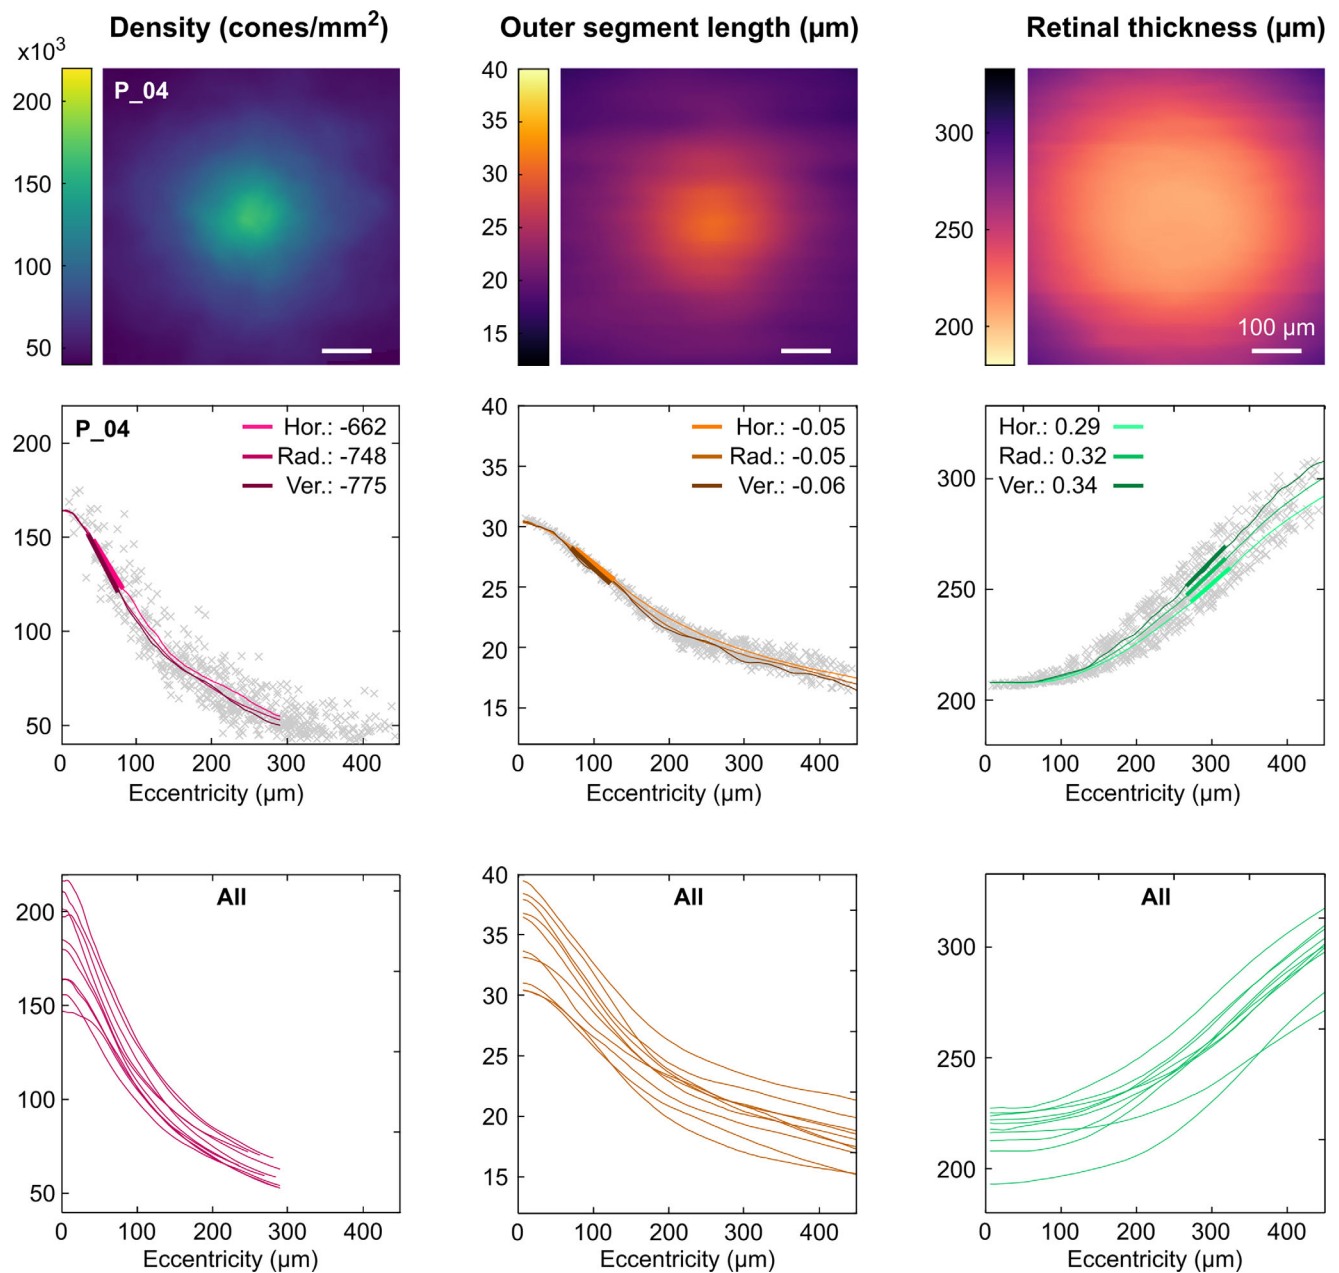 Density (cones/mm²)
Outer segment length (µm)
Retinal thickness (µm)
x10³
200
150
100
50
P_04
40
35
30
25
20
15
300
250
200
100 µm
200
150
100
50
P_04
Hor.: -662
Rad.: -748
Ver.: -775
0 100 200 300 400
Eccentricity (µm)
40
35
30
25
20
15
Hor.: -0.05
Rad.: -0.05
Ver.: -0.06
0 100 200 300 400
Eccentricity (µm)
300
250
200
Hor.: 0.29
Rad.: 0.32
Ver.: 0.34
0 100 200 300 400
Eccentricity (µm)
200
150
100
50
All
0 100 200 300 400
Eccentricity (µm)
40
35
30
25
20
15
All
0 100 200 300 400
Eccentricity (µm)
300
250
200
All
0 100 200 300 400
Eccentricity (µm)